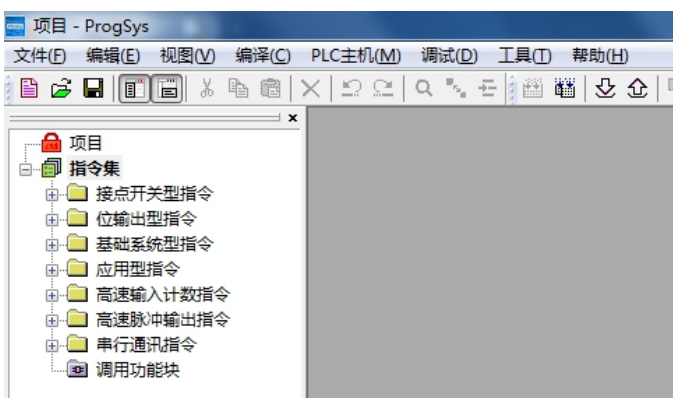 项目 - ProgSys
文件(F) 编辑(E) 视图(V) 编译(C) PLC主机(M) 调试(D) 工具(T) 帮助(H)
项目
指令集
接点开关型指令
位输出型指令
基础系统型指令
应用型指令
高速输入计数指令
高速脉冲输出指令
串行通讯指令
调用功能块